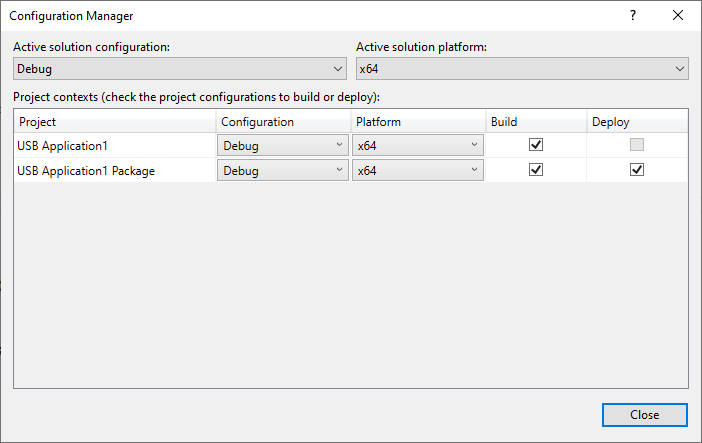 Configuration Manager ?
Active solution configuration: Active solution platform:
Debug x64
Project contexts (check the project configurations to build or deploy):
Project Configuration Platform Build Deploy
USB Application1 Debug x64
USB Application1 Package Debug x64
Close